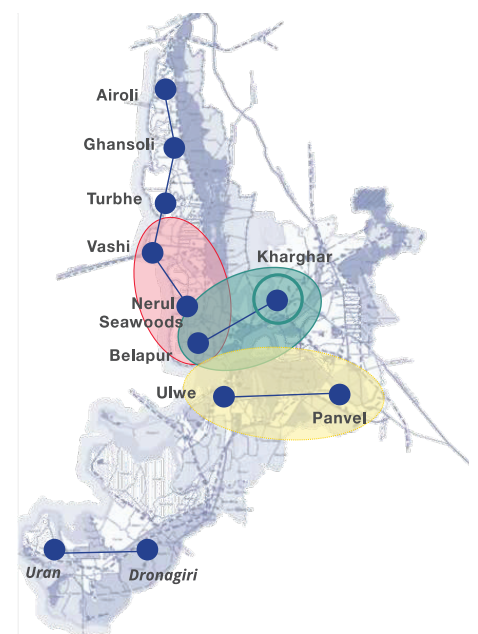 Airoli
Ghansoli
Turbhe
Vashi
Kharghar
Nerul
Seawoods
Belapur
Ulwe
Panvel
Uran
Dronagiri